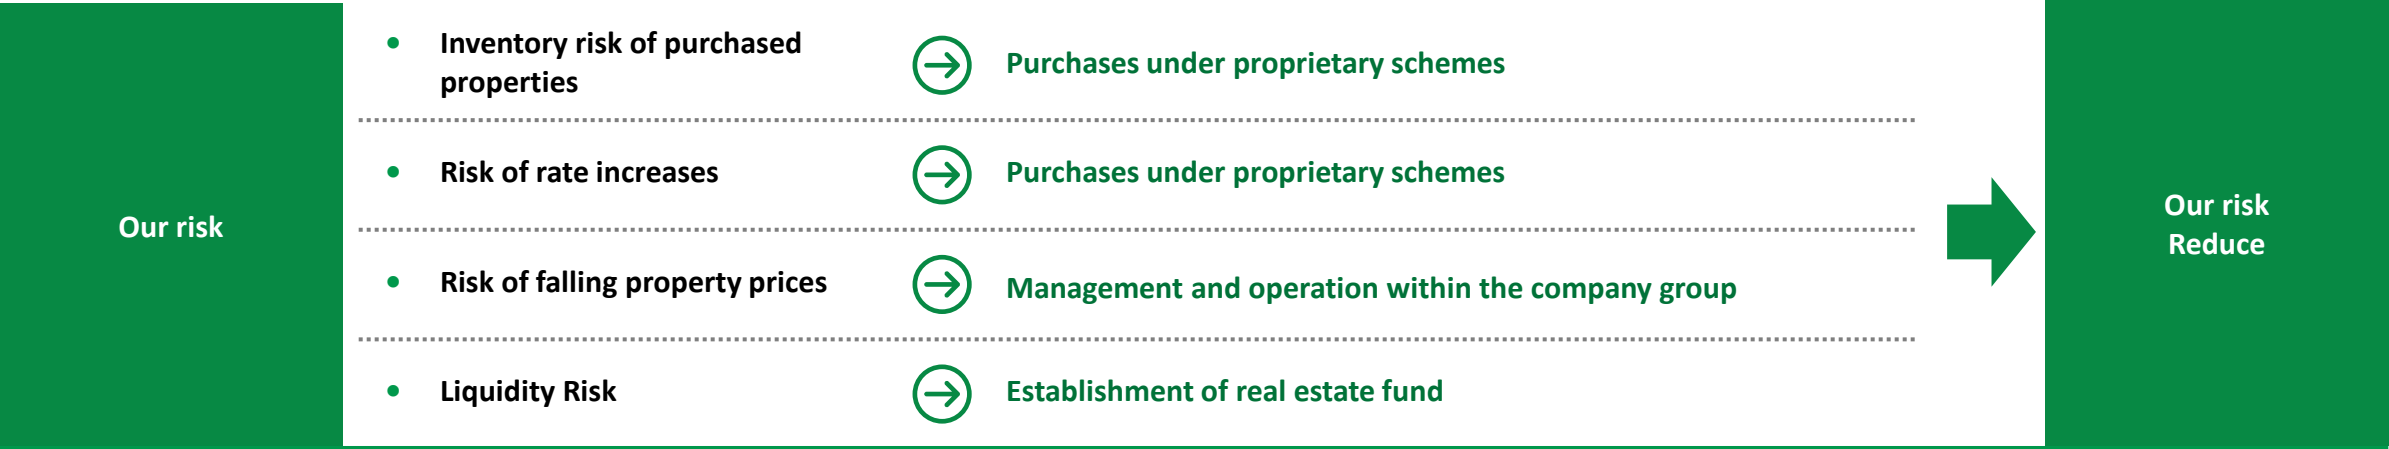 Our risk
• Inventory risk of purchased
properties
Purchases under proprietary schemes
• Risk of rate increases
Purchases under proprietary schemes
• Risk of falling property prices
Management and operation within the company group
• Liquidity Risk
Establishment of real estate fund
Our risk
Reduce